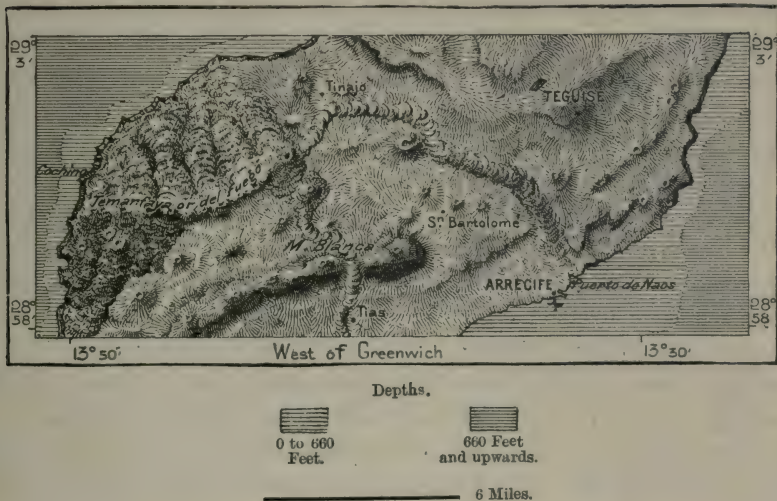 29° 3′
29° 3′
Tinajo
TEGUISE
Cochino
Temanfaya or del fuego
Sn Bartolome
M. Blanca
ARRECIFE
Puerto de Naos
28° 58′
28° 58
Tias
13° 50′
West of Greenwich
13° 30′
Depths.
0 to 660 Feet.
660 Feet and upwards.
6 Miles.